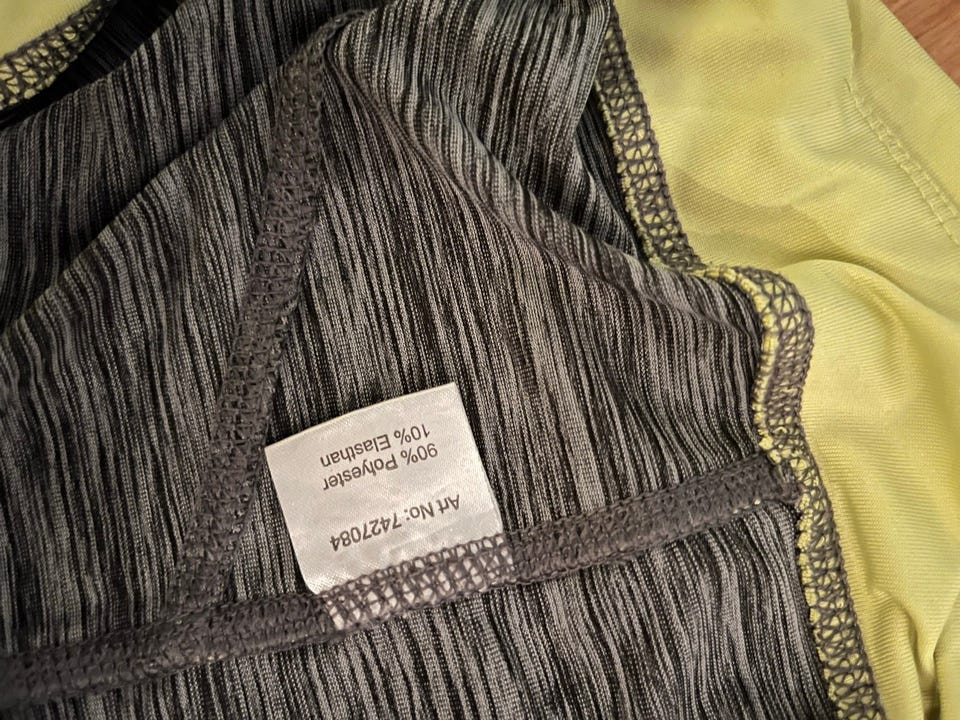 Art No: 7427084
90% Polyester
10% Elasthan